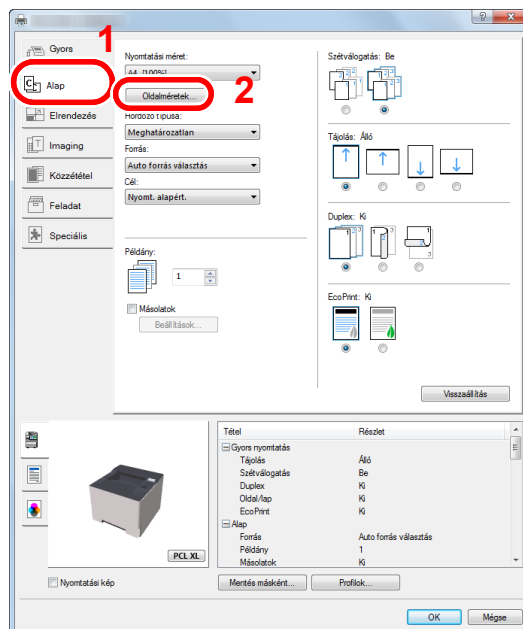 1
Gyors
Alap
Elrendezés
Imaging
Közzététel
Feladat
Speciális
Nyomtatási méret:
A4 [100%]
Oldalméretek...
2
Hordozó típusa:
Meghatározatlan
Forrás:
Auto forrás választás
Cél:
Nyomt. alapért.
Példány:
1
Másolatok
Beállítások...
Szétválogatás: Be
Tájolás: Álló
Duplex: Ki
EcoPrint: Ki
Visszaállítás
PCL XL
Nyomtatási kép
Tétel Részlet
Gyors nyomtatás
Tájolás Álló
Szétválogatás Be
Duplex Ki
Oldal/lap Ki
EcoPrint Ki
Alap
Forrás Auto forrás választás
Példány 1
Másolatok Ki
Mentés másként... Profilok...
OK Mégse